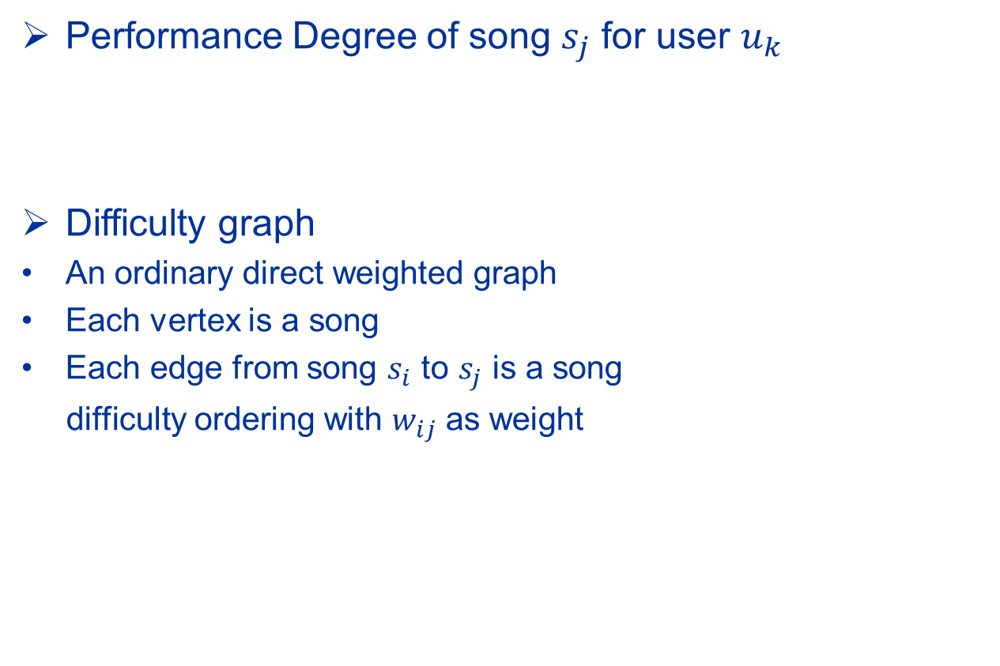 ➢ Performance Degree of song $s_j$ for user $u_k$
➢ Difficulty graph
• An ordinary direct weighted graph
• Each vertex is a song
• Each edge from song $s_i$ to $s_j$ is a song
difficulty ordering with $w_{ij}$ as weight